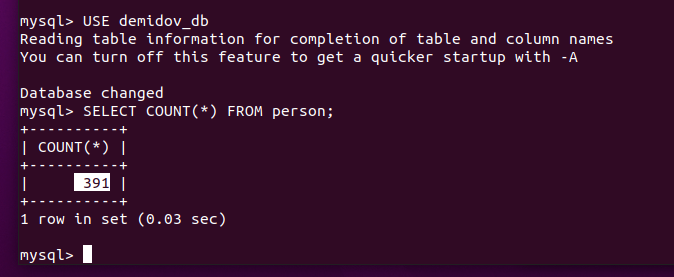 mysql> USE demidov_db
Reading table information for completion of table and column names
You can turn off this feature to get a quicker startup with -A

Database changed
mysql> SELECT COUNT(*) FROM person;
+----------+
| COUNT(*) |
+----------+
|      391 |
+----------+
1 row in set (0.03 sec)

mysql>